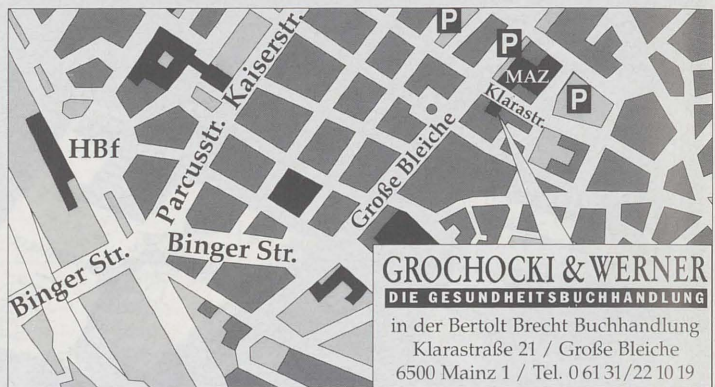 P
P
MAZ
P
Klarastr.
Kaiserstr.
Parcusstr.
HBf
Große Bleiche
Binger Str.
Binger Str.
GROCHOCKI & WERNER
DIE GESUNDHEITSBUCHHANDLUNG
in der Bertolt Brecht Buchhandlung
Klarastraße 21 / Große Bleiche
6500 Mainz 1 / Tel. 0 61 31/22 10 19